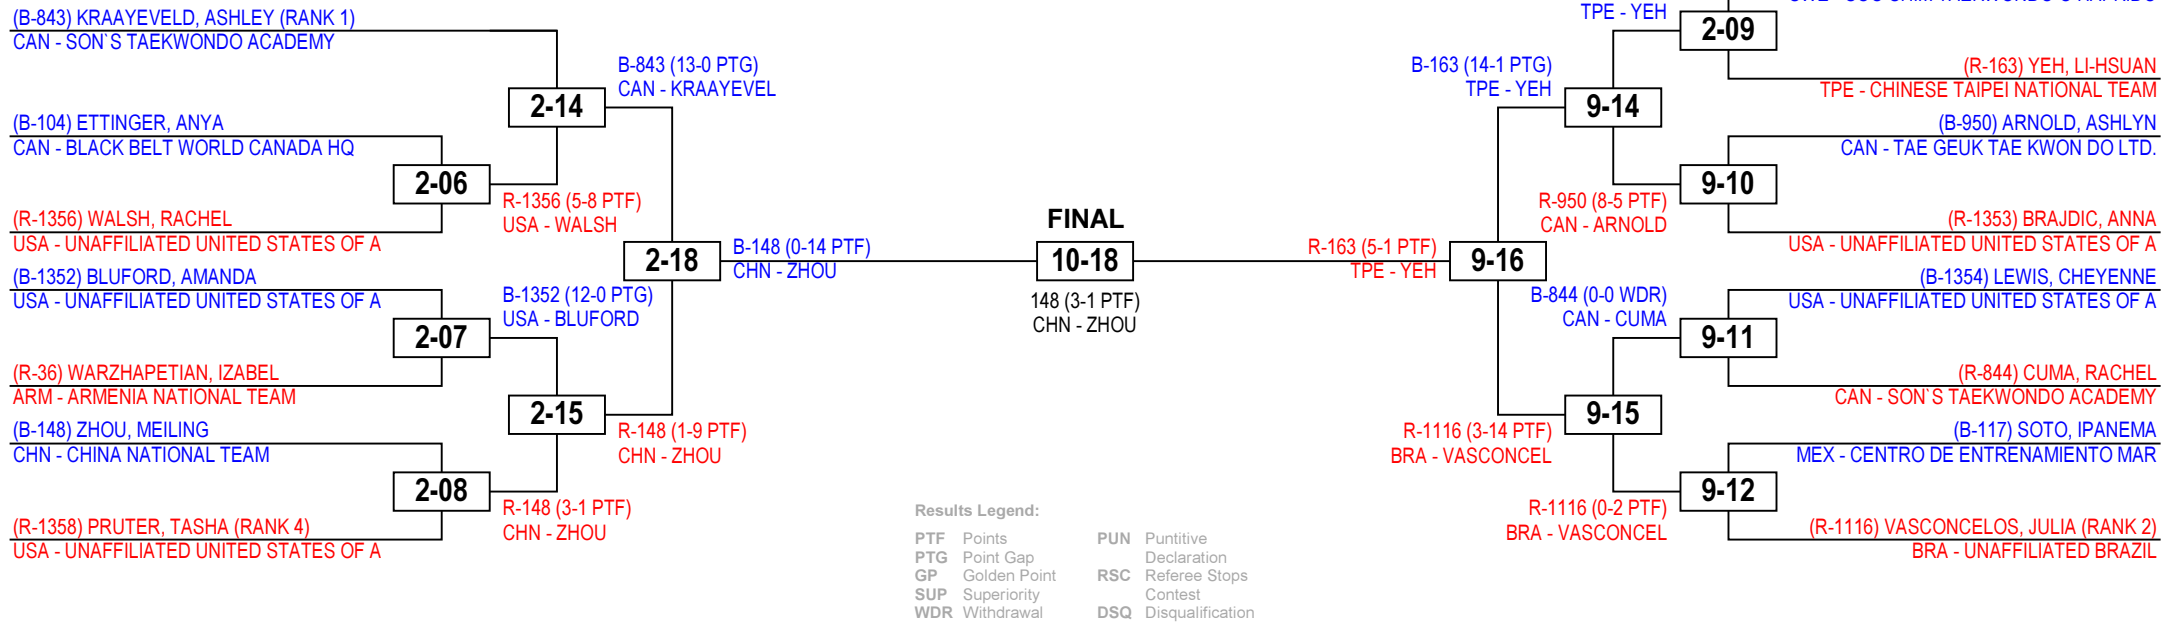 (B-843) KRAAYEVELD, ASHLEY (RANK 1)
CAN - SON`S TAEKWONDO ACADEMY
2-14
B-843 (13-0 PTG)
CAN - KRAAYEVEL
(B-104) ETTINGER, ANYA
CAN - BLACK BELT WORLD CANADA HQ
2-06
R-1356 (5-8 PTF)
USA - WALSH
(R-1356) WALSH, RACHEL
USA - UNAFFILIATED UNITED STATES OF A
2-18
B-148 (0-14 PTF)
CHN - ZHOU
(B-1352) BLUFORD, AMANDA
USA - UNAFFILIATED UNITED STATES OF A
B-1352 (12-0 PTG)
USA - BLUFORD
2-07
(R-36) WARZHAPETIAN, IZABEL
ARM - ARMENIA NATIONAL TEAM
2-15
R-148 (1-9 PTF)
CHN - ZHOU
(B-148) ZHOU, MEILING
CHN - CHINA NATIONAL TEAM
2-08
R-148 (3-1 PTF)
CHN - ZHOU
(R-1358) PRUTER, TASHA (RANK 4)
USA - UNAFFILIATED UNITED STATES OF A
FINAL
10-18
148 (3-1 PTF)
CHN - ZHOU
TPE - YEH
2-09
(R-163) YEH, LI-HSUAN
TPE - CHINESE TAIPEI NATIONAL TEAM
B-163 (14-1 PTG)
TPE - YEH
9-14
(B-950) ARNOLD, ASHLYN
CAN - TAE GEUK TAE KWON DO LTD.
9-10
R-950 (8-5 PTF)
CAN - ARNOLD
(R-1353) BRAJDIC, ANNA
USA - UNAFFILIATED UNITED STATES OF A
R-163 (5-1 PTF)
TPE - YEH
9-16
(B-1354) LEWIS, CHEYENNE
USA - UNAFFILIATED UNITED STATES OF A
B-844 (0-0 WDR)
CAN - CUMA
9-11
(R-844) CUMA, RACHEL
CAN - SON`S TAEKWONDO ACADEMY
9-15
R-1116 (3-14 PTF)
BRA - VASCONCEL
(B-117) SOTO, IPANEMA
MEX - CENTRO DE ENTRENAMIENTO MAR
9-12
R-1116 (0-2 PTF)
BRA - VASCONCEL
(R-1116) VASCONCELOS, JULIA (RANK 2)
BRA - UNAFFILIATED BRAZIL
Results Legend:
PTF Points
PTG Point Gap
GP Golden Point
SUP Superiority
WDR Withdrawal
PUN Puntitive
Declaration
RSC Referee Stops
Contest
DSQ Disqualification